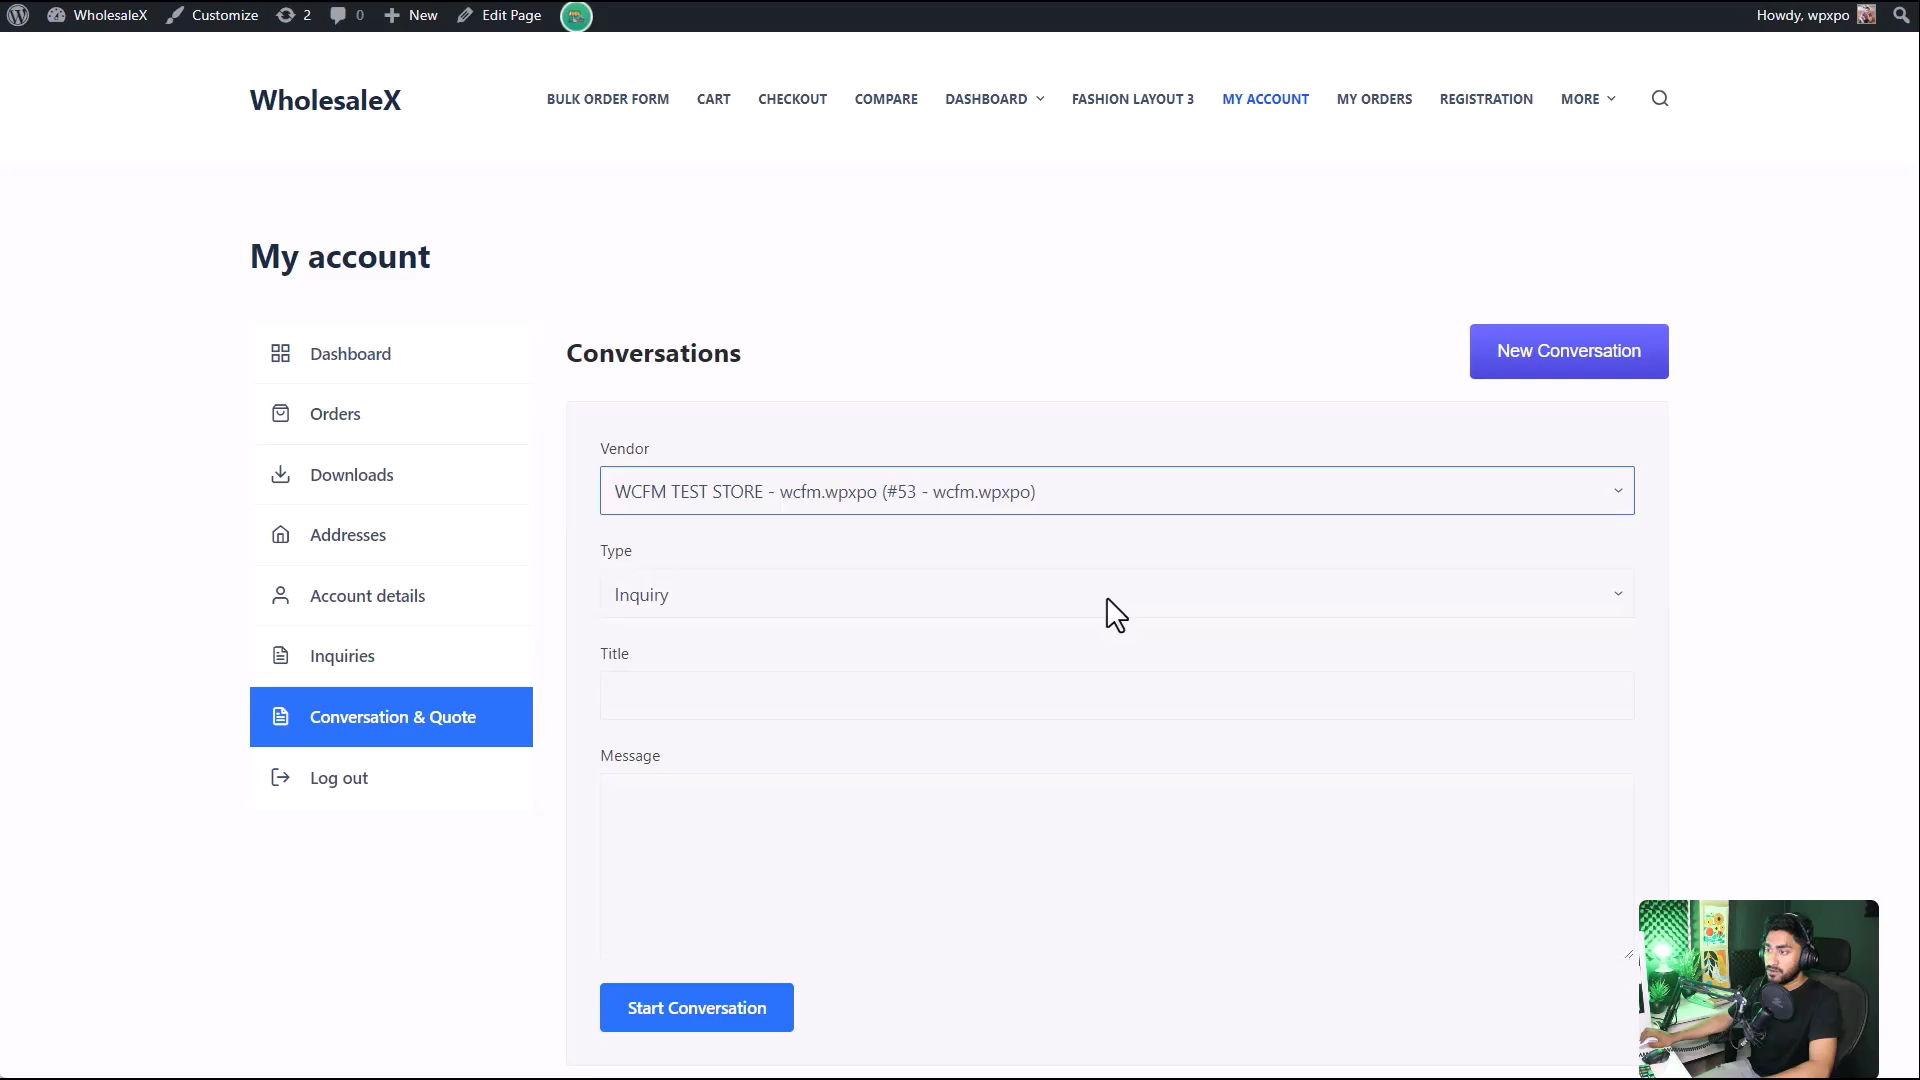 WholesaleX
Customize
2
0
New
Edit Page
Howdy, wpxpo
WholesaleX
BULK ORDER FORM
CART
CHECKOUT
COMPARE
DASHBOARD
FASHION LAYOUT 3
MY ACCOUNT
MY ORDERS
REGISTRATION
MORE
My account
Dashboard
Orders
Downloads
Addresses
Account details
Inquiries
Conversation & Quote
Log out
Conversations
New Conversation
Vendor
WCFM TEST STORE - wcfm.wpxpo (#53 - wcfm.wpxpo)
Type
Inquiry
Title
Message
Start Conversation